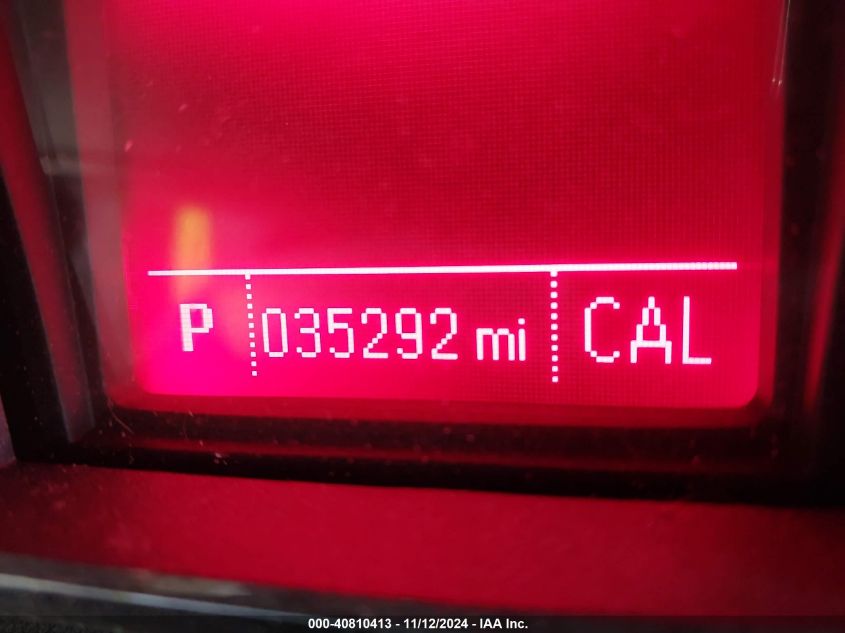 P 035292 mi CAL
000-40810413 - 11/12/2024 - IAA Inc.